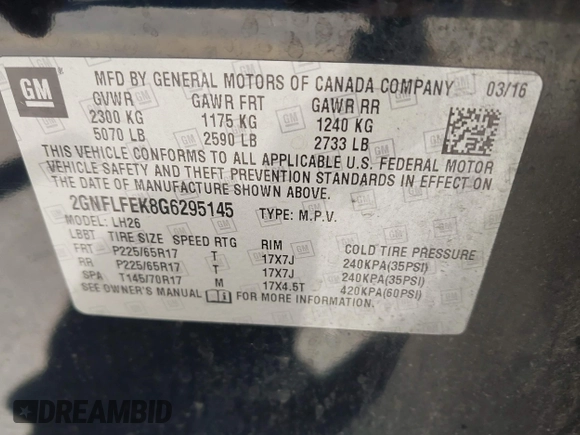 GM
MFD BY GENERAL MOTORS OF CANADA COMPANY 03/16
GVWR GAWR FRT GAWR RR
2300 KG 1175 KG 1240 KG
5070 LB 2590 LB 2733 LB
THIS VEHICLE CONFORMS TO ALL APPLICABLE U.S. FEDERAL MOTOR
VEHICLE SAFETY AND THEFT PREVENTION STANDARDS IN EFFECT ON
THE DATE OF MANUFACTURE SHOWN ABOVE.
2GNFLFEK8G6295145 TYPE: M.P.V.
MODEL: LH26
LBBT TIRE SIZE SPEED RTG RIM COLD TIRE PRESSURE
FRT P225/65R17 T 17X7J 240KPA(35PSI)
RR P225/65R17 T 17X7J 240KPA(35PSI)
SPA T145/70R17 M 17X4.5T 420KPA(60PSI)
SEE OWNER'S MANUAL FOR MORE INFORMATION
DREAMBID